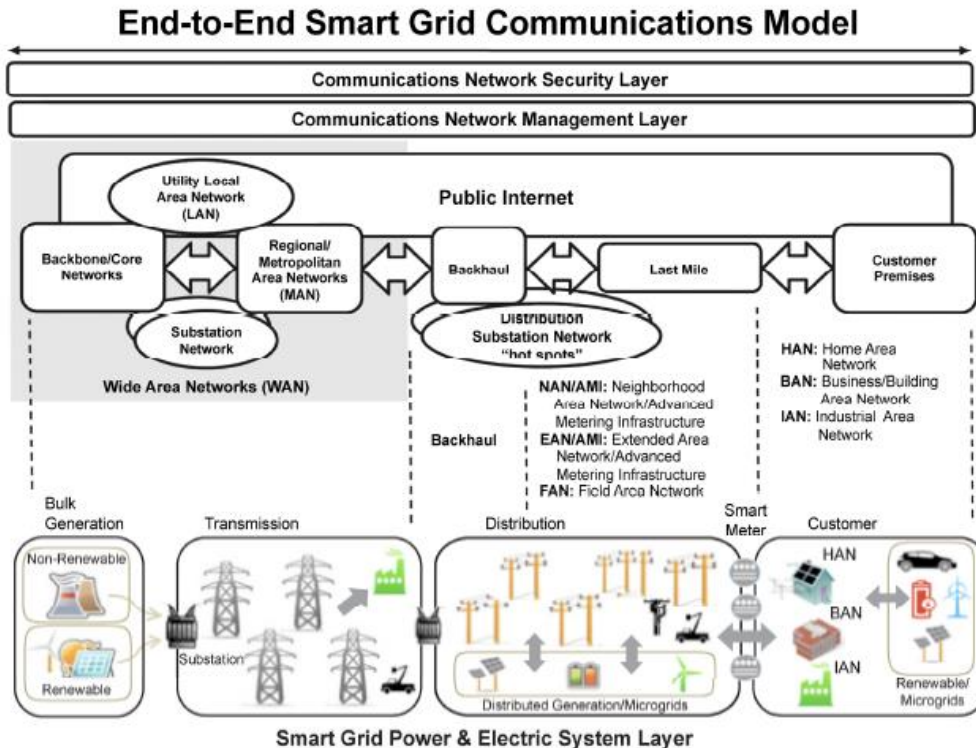 End-to-End Smart Grid Communications Model
Communications Network Security Layer
Communications Network Management Layer
Utility Local
Area Network
(LAN)
Public Internet
Backbone/Core
Networks
Regional/
Metropolitan
Area Networks
(MAN)
Backhaul
Last Mile
Customer
Premises
Substation
Network
Distribution
Substation Network
"hot spots"
Wide Area Networks (WAN)
Backhaul
NAN/AMI: Neighborhood
Area Network/Advanced
Metering Infrastructure
EAN/AMI: Extended Area
Network/Advanced
Metering Infrastructure
FAN: Field Area Network
HAN: Home Area
Network
BAN: Business/Building
Area Network
IAN: Industrial Area
Network
Bulk
Generation
Transmission
Distribution
Smart
Meter
Customer
Non-Renewable
Renewable
Substation
Distributed Generation/Microgrids
HAN
BAN
IAN
Renewable/
Microgrids
Smart Grid Power & Electric System Layer